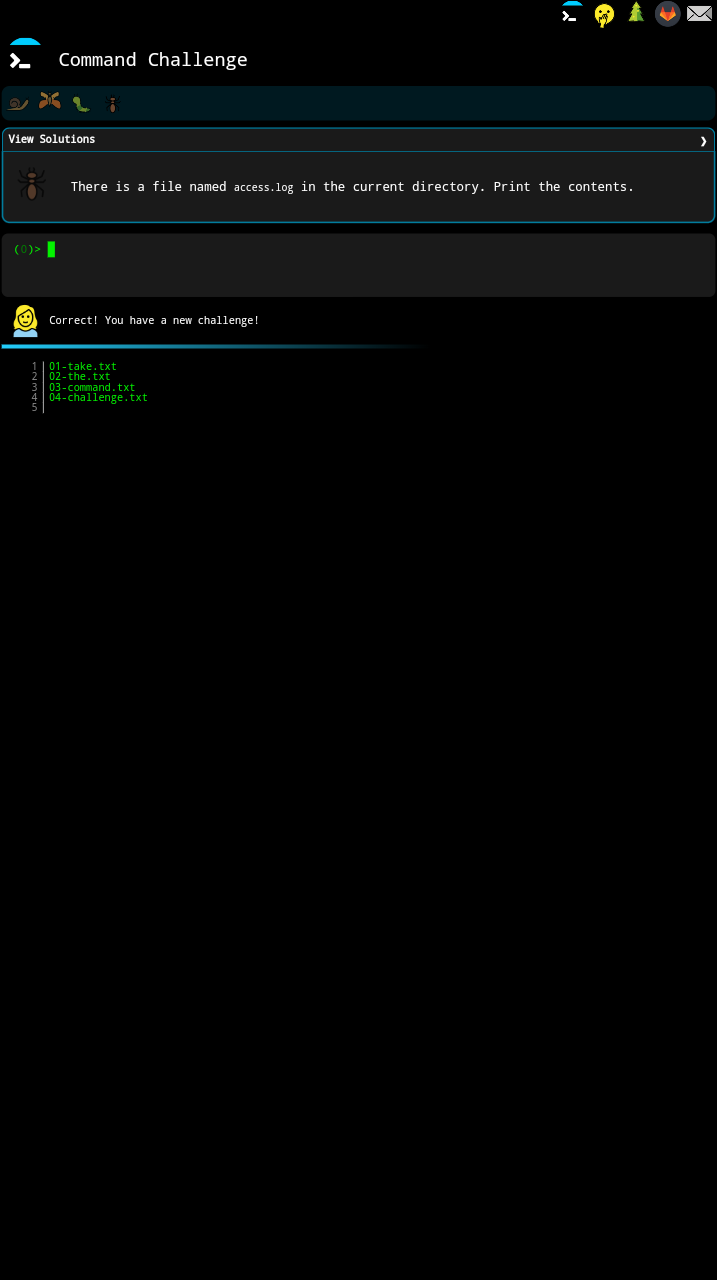 Command Challenge
View Solutions
There is a file named access.log in the current directory. Print the contents.
(0)>
Correct! You have a new challenge!
1 01-take.txt
2 02-the.txt
3 03-command.txt
4 04-challenge.txt
5